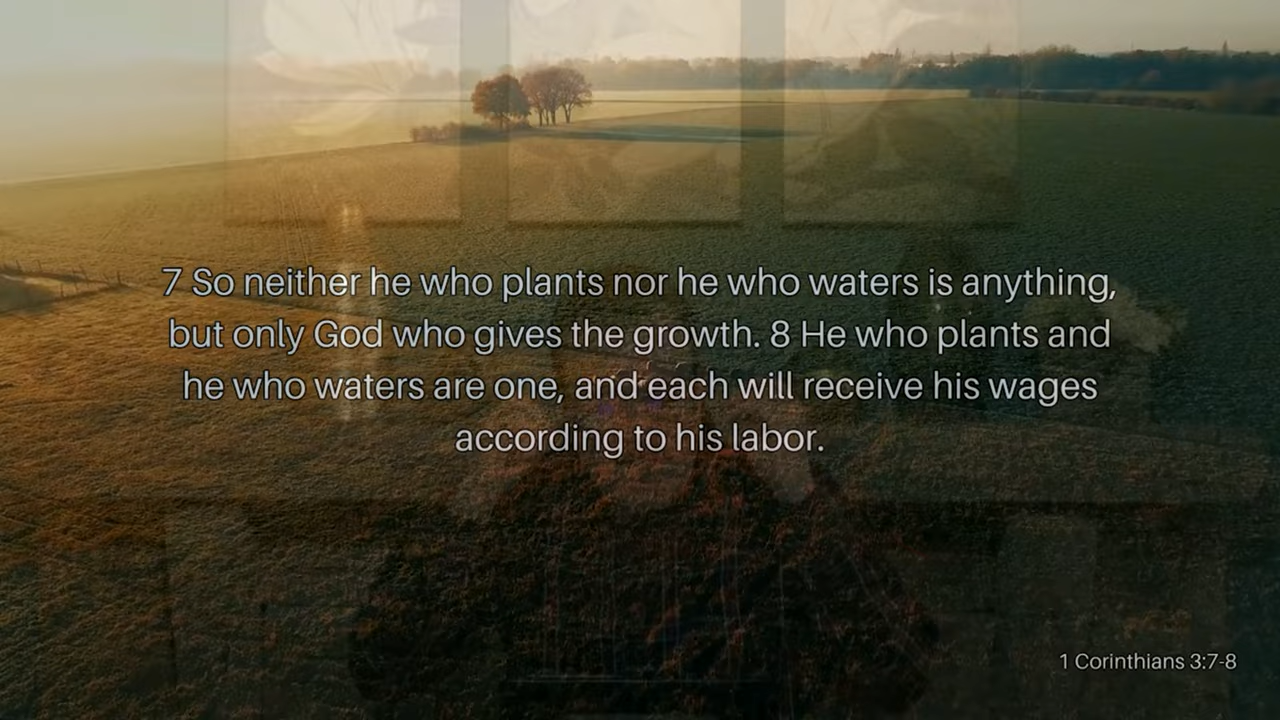 7 So neither he who plants nor he who waters is anything,
but only God who gives the growth. 8 He who plants and
he who waters are one, and each will receive his wages
according to his labor.
1 Corinthians 3:7-8